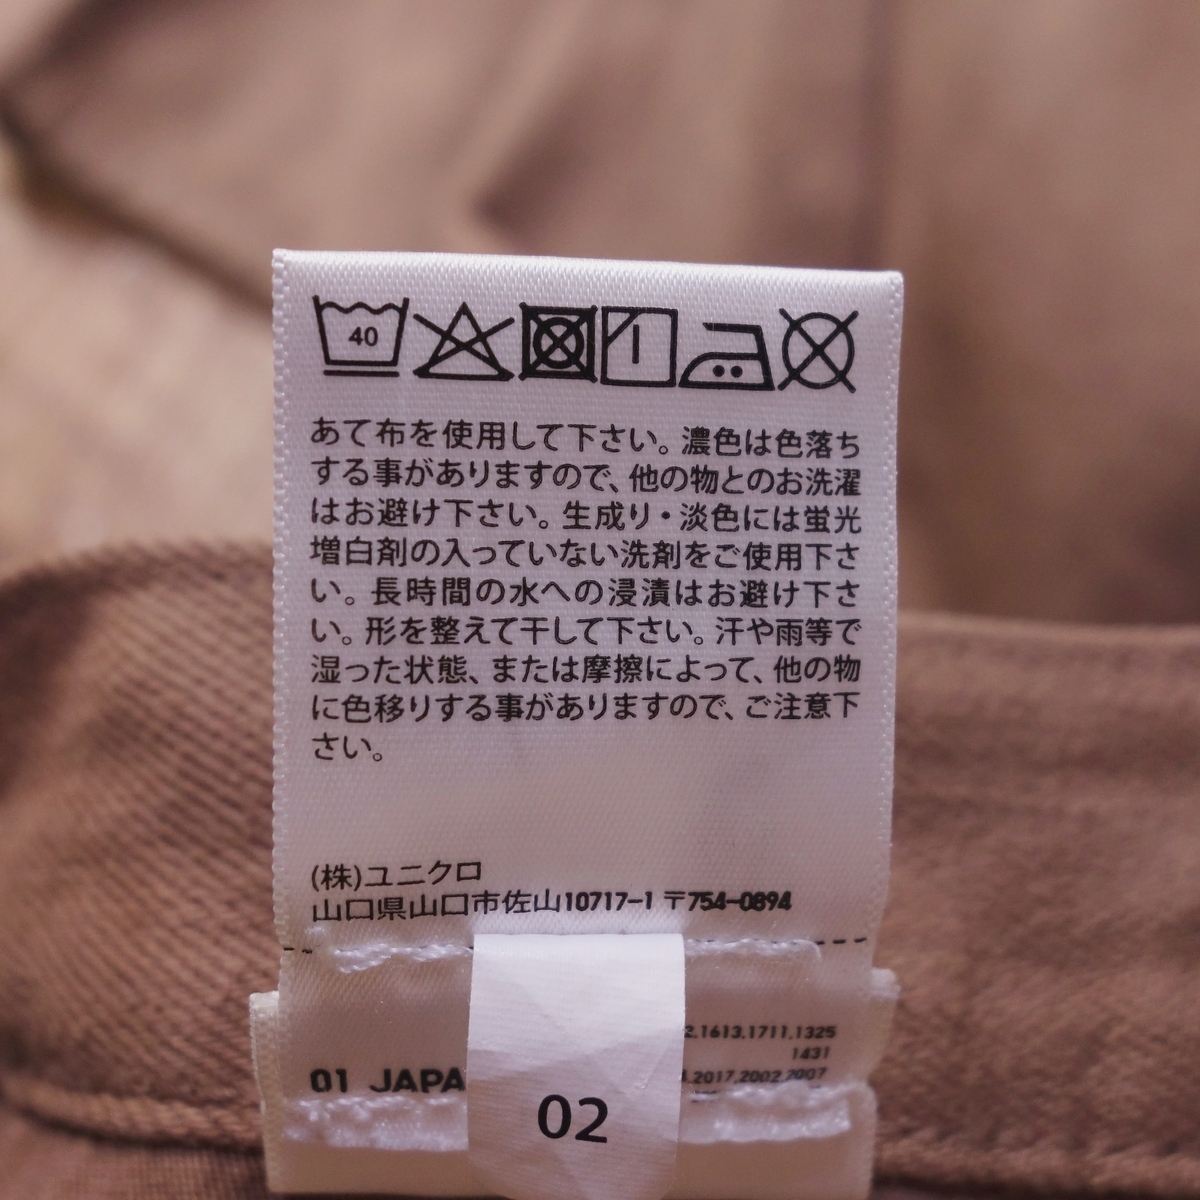 40
あて布を使用して下さい。濃色は色落ち
する事がありますので、他の物とのお洗濯
はお避け下さい。生成り・淡色には蛍光
増白剤の入っていない洗剤をご使用下さ
い。長時間の水への浸漬はお避け下さ
い。形を整えて干して下さい。汗や雨等で
湿った状態、または摩擦によって、他の物
に色移りする事がありますので、ご注意下
さい。
(株)ユニクロ
山口県山口市佐山10717-1 〒754-0894
2,1613,1711,1325
1431
01 JAPA
,2017,2002,2007
02